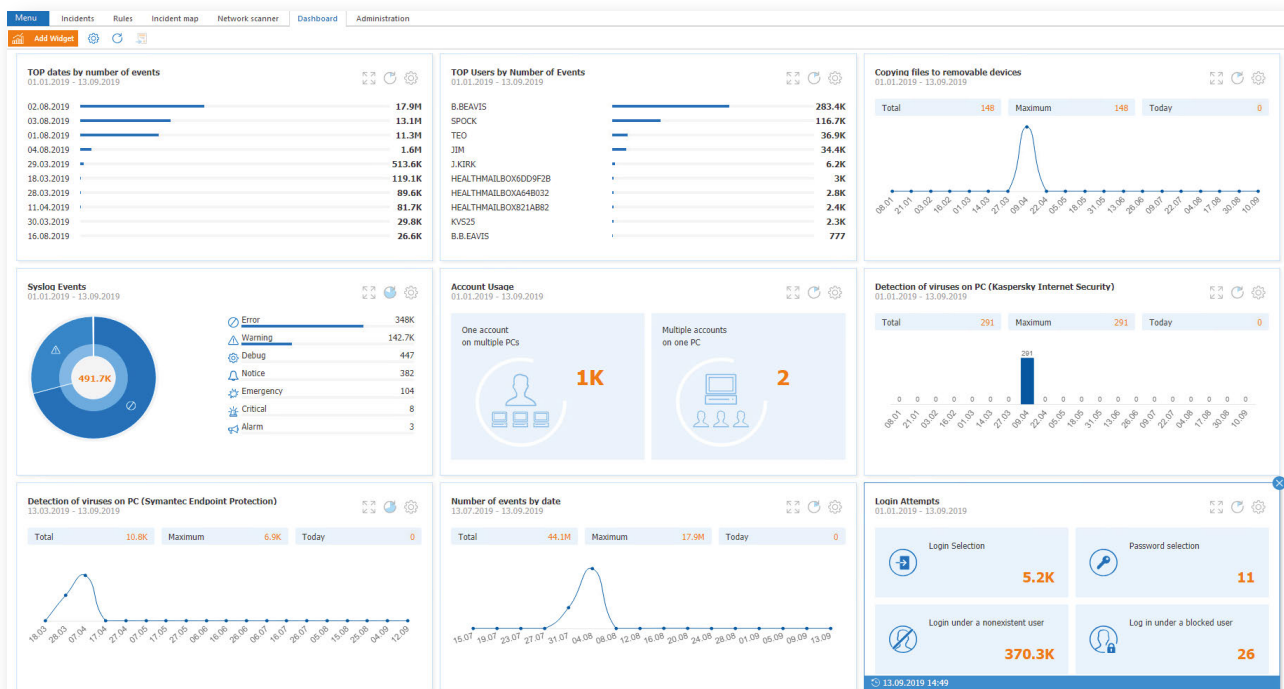 Menu Incidents Rules Incident map Network scanner Dashboard Administration
Add Widget
TOP dates by number of events
01.01.2019 - 13.09.2019
02.08.2019 17.9M
03.08.2019 13.1M
01.08.2019 11.3M
04.08.2019 1.6M
29.03.2019 513.6K
18.03.2019 119.1K
28.03.2019 89.6K
11.04.2019 81.7K
30.03.2019 29.8K
16.08.2019 26.6K
TOP Users by Number of Events
01.01.2019 - 13.09.2019
B.BEAVIS 283.4K
SPOCK 116.7K
TEO 36.9K
JIM 34.4K
J.KIRK 6.2K
HEALTHMAILBOX6DD9F2B 3K
HEALTHMAILBOXA64B032 2.8K
HEALTHMAILBOX821AB82 2.4K
KVS25 2.3K
B.B.EAVIS 777
Copying files to removable devices
01.01.2019 - 13.09.2019
Total 148 Maximum 148 Today 0
08.01 21.01 03.02 16.02 01.03 14.03 27.03 09.04 22.04 05.05 18.05 31.05 13.06 26.06 09.07 22.07 04.08 17.08 30.08 10.09
Syslog Events
01.01.2019 - 13.09.2019
491.7K
Error 348K
Warning 142.7K
Debug 447
Notice 382
Emergency 104
Critical 8
Alarm 3
Account Usage
01.01.2019 - 13.09.2019
One account
on multiple PCs
1K
Multiple accounts
on one PC
2
Detection of viruses on PC (Kaspersky Internet Security)
01.01.2019 - 13.09.2019
Total 291 Maximum 291 Today 0
291
0 0 0 0 0 0 0 0 0 0 0 0 0 0 0 0 0 0 0
08.01 21.01 03.02 16.02 01.03 14.03 27.03 09.04 22.04 05.05 18.05 31.05 13.06 26.06 09.07 22.07 04.08 17.08 30.08 10.09
Detection of viruses on PC (Symantec Endpoint Protection)
13.03.2019 - 13.09.2019
Total 10.8K Maximum 6.9K Today 0
18.03 28.03 07.04 17.04 27.04 07.05 17.05 27.05 06.06 16.06 26.06 06.07 16.07 26.07 05.08 15.08 25.08 04.09 12.09
Number of events by date
13.07.2019 - 13.09.2019
Total 44.1M Maximum 17.9M Today 0
15.07 19.07 23.07 27.07 31.07 04.08 08.08 12.08 16.08 20.08 24.08 28.08 01.09 05.09 09.09 13.09
Login Attempts
01.01.2019 - 13.09.2019
Login Selection
5.2K
Password selection
11
Login under a nonexistent user
370.3K
Log in under a blocked user
26
13.09.2019 14:49